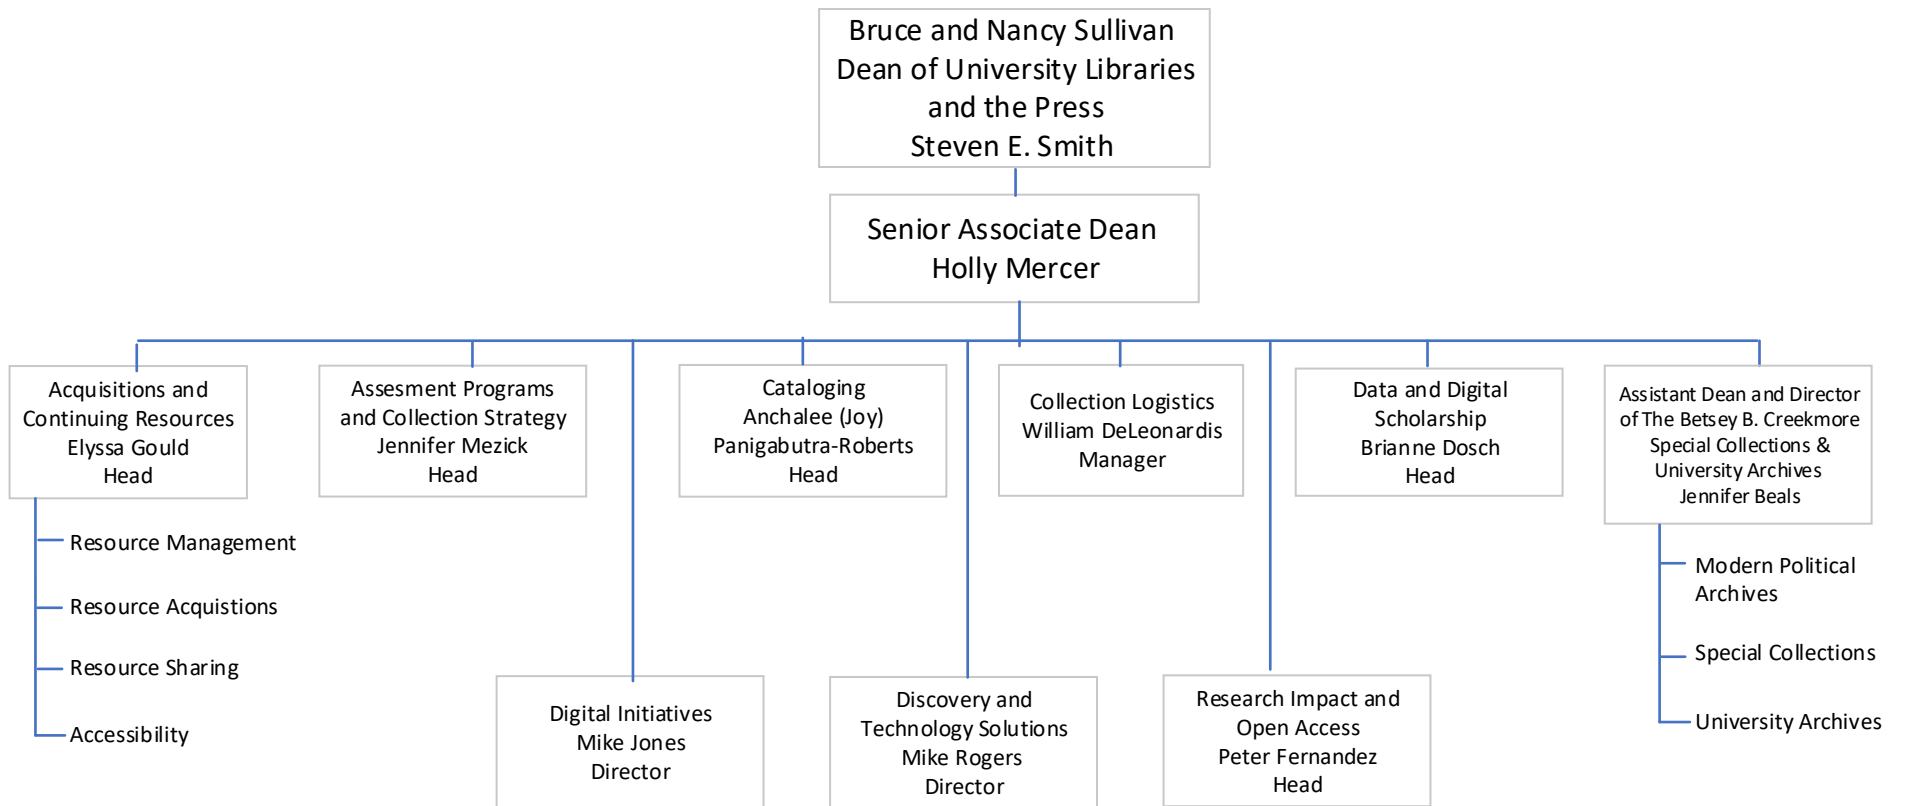 Bruce and Nancy Sullivan
Dean of University Libraries
and the Press
Steven E. Smith
Senior Associate Dean
Holly Mercer
Acquisitions and
Continuing Resources
Elyssa Gould
Head
Resource Management
Resource Acquistions
Resource Sharing
Accessibility
Assesment Programs
and Collection Strategy
Jennifer Mezick
Head
Cataloging
Anchalee (Joy)
Panigabutra-Roberts
Head
Collection Logistics
William DeLeonardis
Manager
Data and Digital
Scholarship
Brianne Dosch
Head
Assistant Dean and Director
of The Betsey B. Creekmore
Special Collections &
University Archives
Jennifer Beals
Modern Political
Archives
Special Collections
University Archives
Digital Initiatives
Mike Jones
Director
Discovery and
Technology Solutions
Mike Rogers
Director
Research Impact and
Open Access
Peter Fernandez
Head